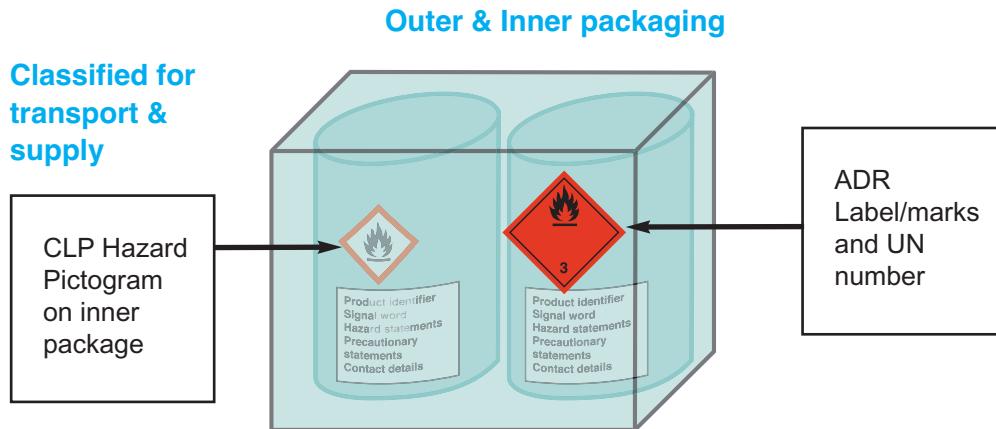 Outer & Inner packaging
Classified for
transport &
supply
CLP Hazard
Pictogram
on inner
package
ADR
Label/marks
and UN
number
3
Product identifier
Signal word
Hazard statements
Precautionary
statements
Contact details
Product identifier
Signal word
Hazard statements
Precautionary
statements
Contact details